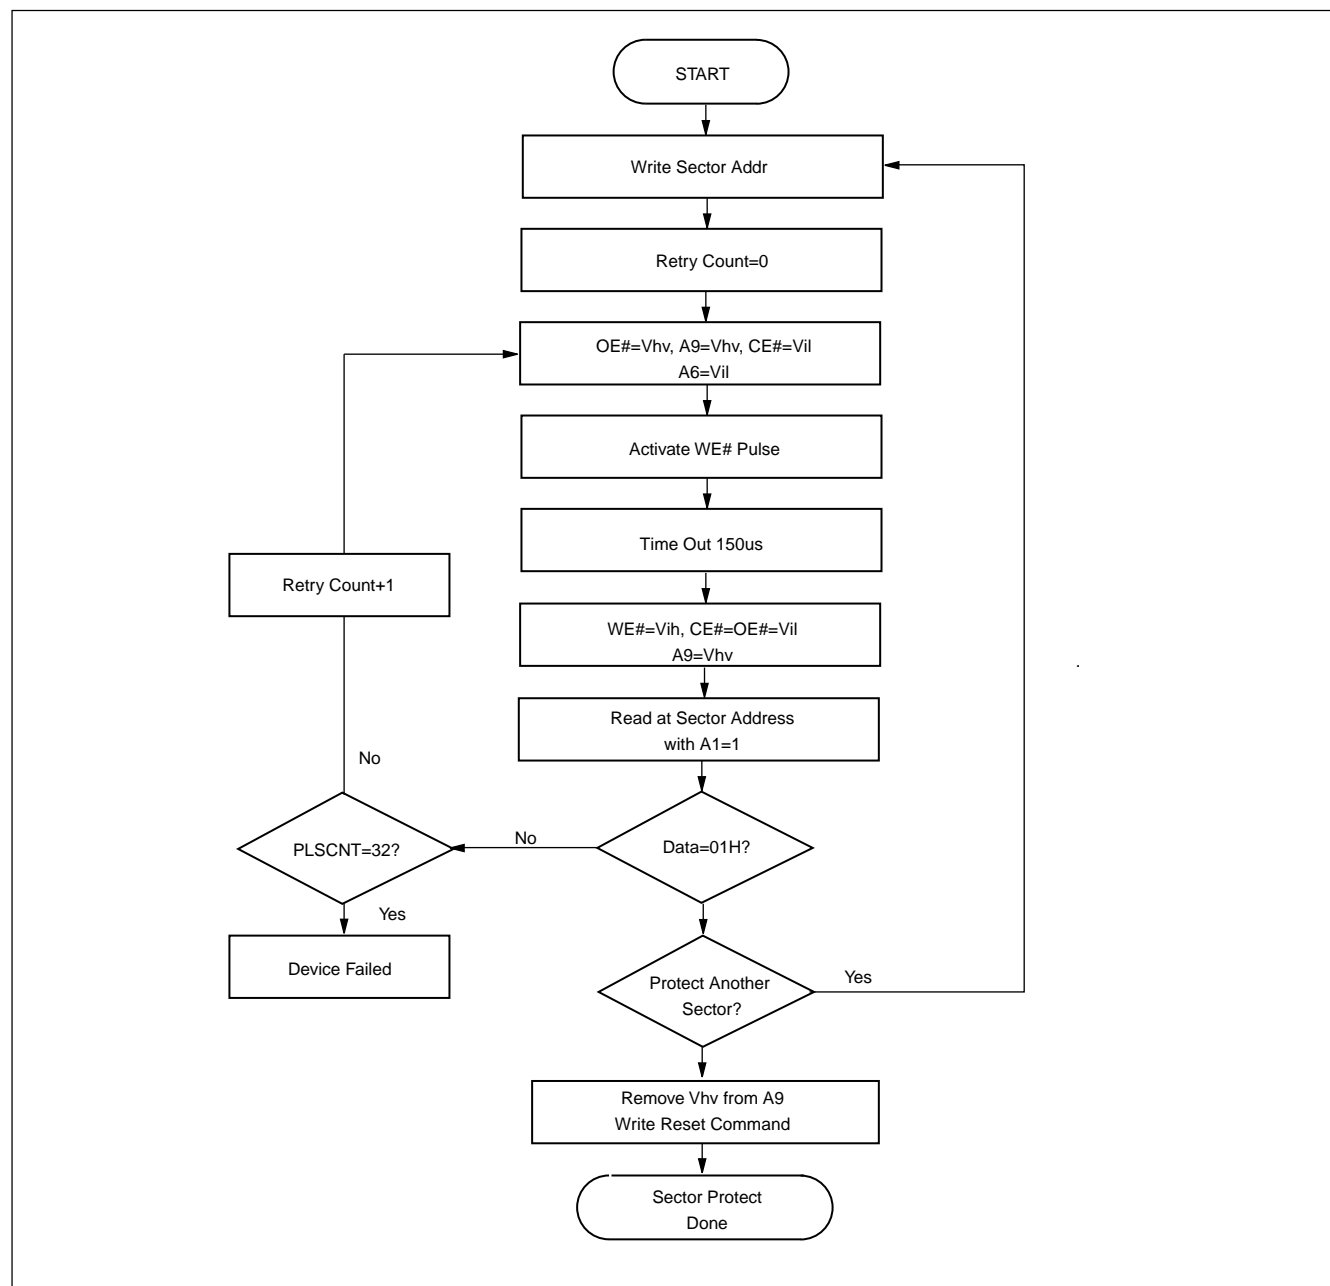 START
Write Sector Addr
Retry Count=0
OE#=Vhv, A9=Vhv, CE#=Vil
A6=Vil
Activate WE# Pulse
Time Out 150us
Retry Count+1
WE#=Vih, CE#=OE#=Vil
A9=Vhv
Read at Sector Address
with A1=1
No
No
PLSCNT=32?
Data=01H?
Yes
Device Failed
Protect Another
Sector?
Yes
Remove Vhv from A9
Write Reset Command
Sector Protect
Done